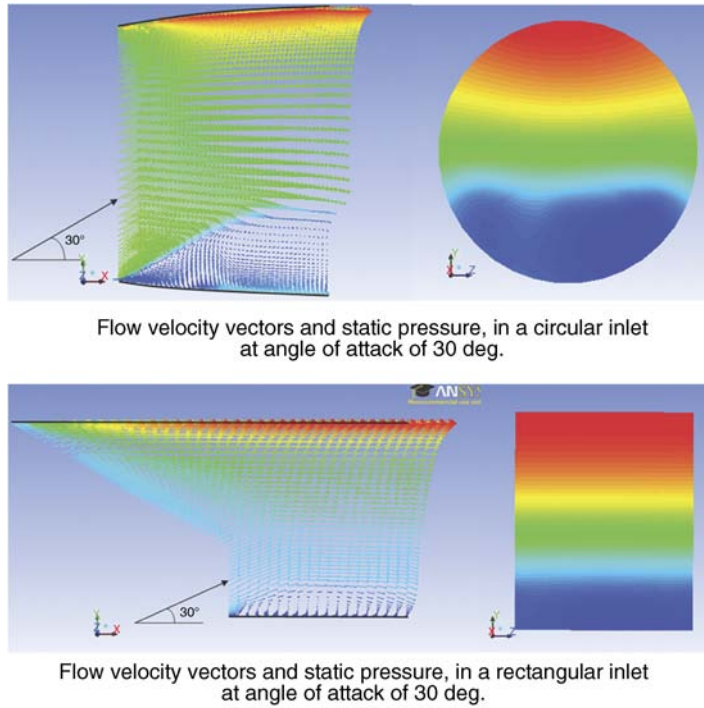 30°
Y
Z X
Y
X Z
Flow velocity vectors and static pressure, in a circular inlet
at angle of attack of 30 deg.
ANSYS
30°
Y
Z X
Y
X Z
Flow velocity vectors and static pressure, in a rectangular inlet
at angle of attack of 30 deg.